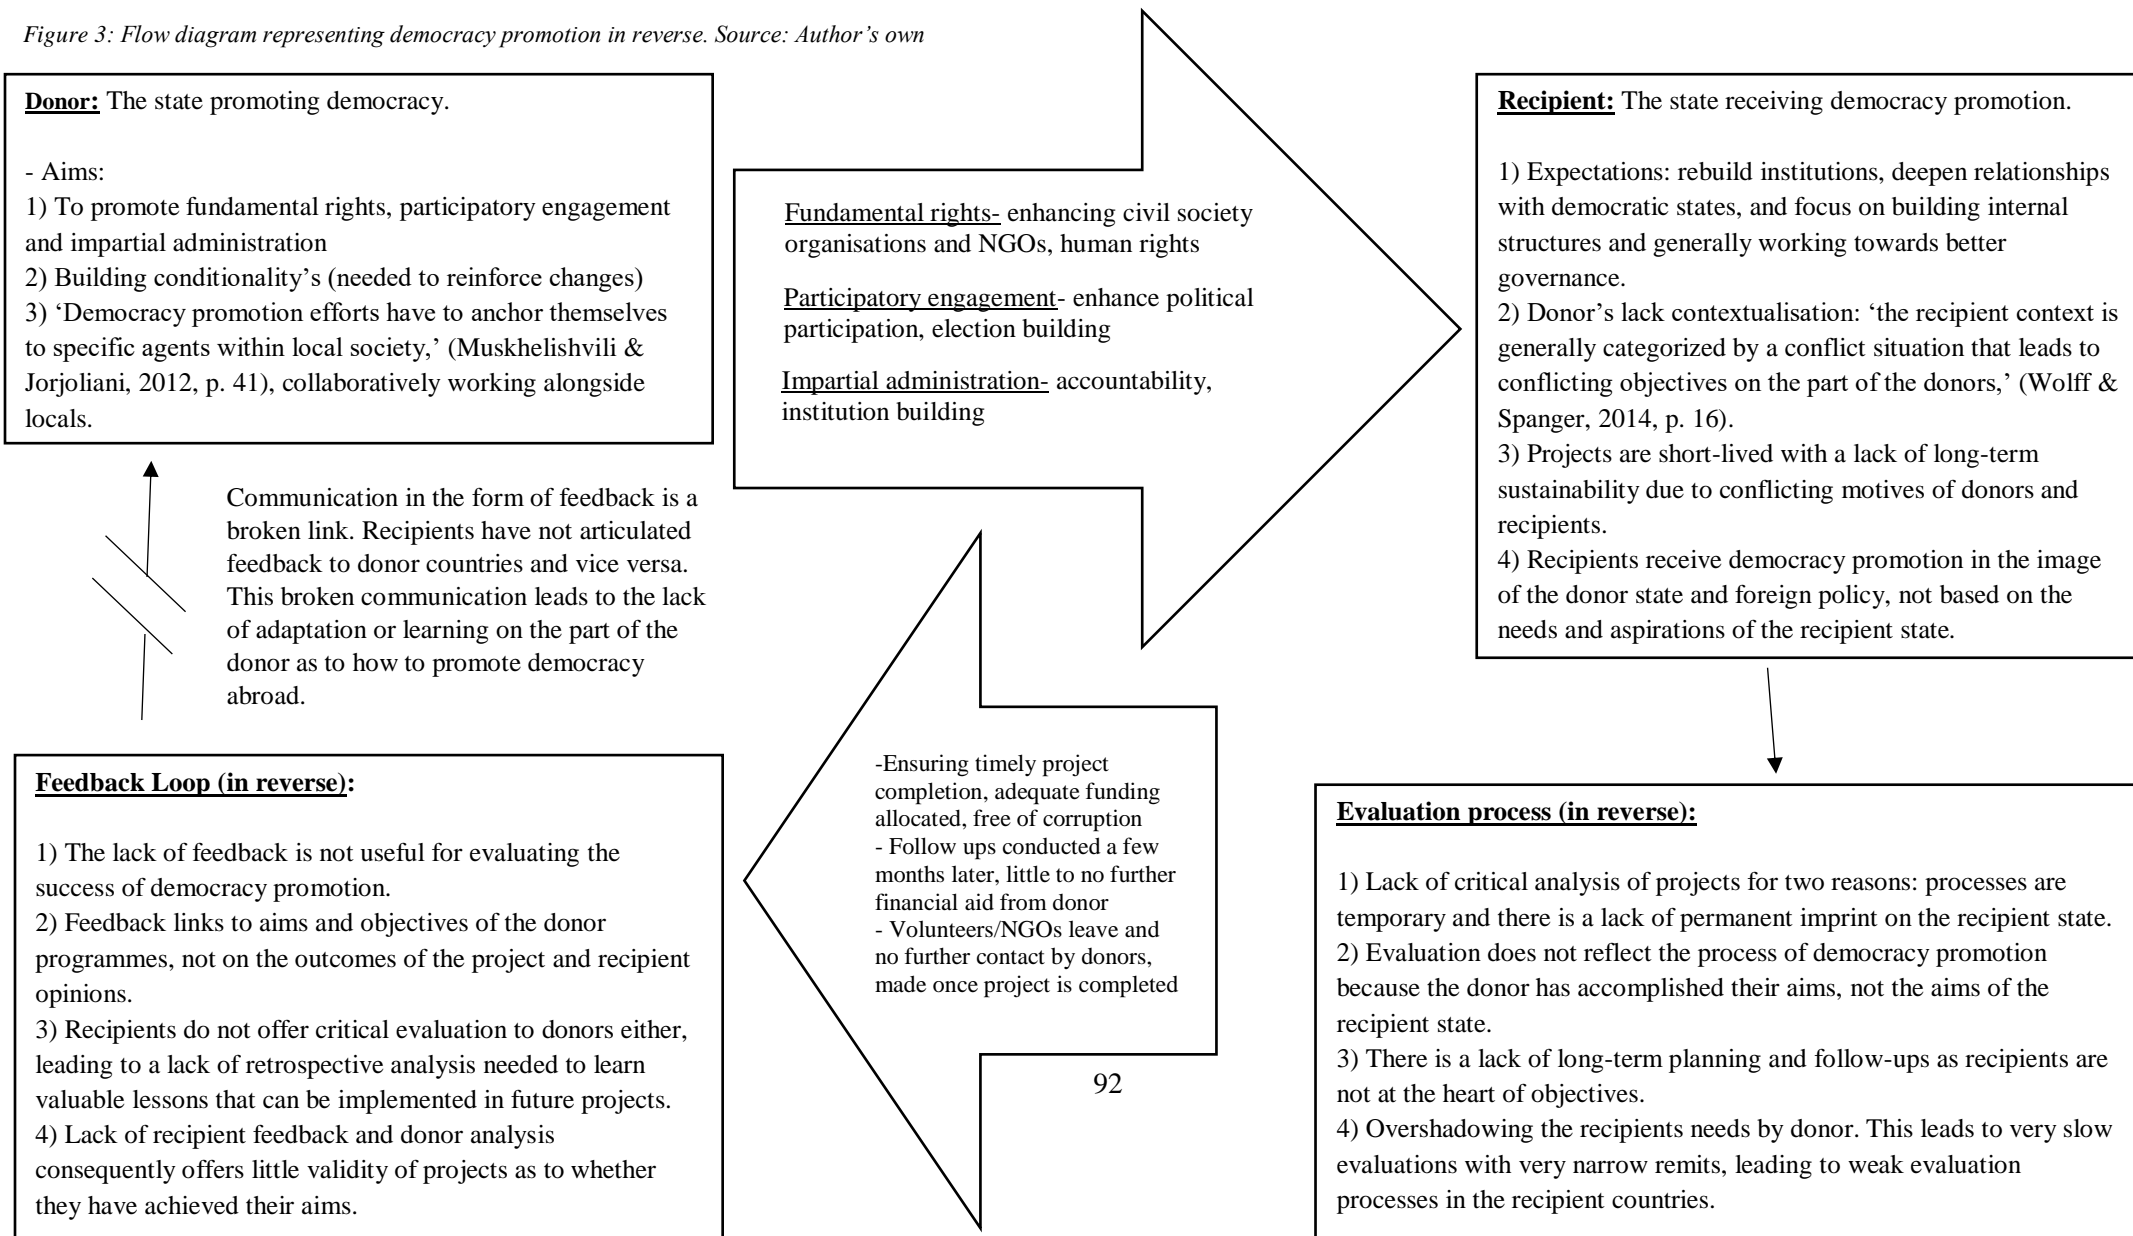 Figure 3: Flow diagram representing democracy promotion in reverse. Source: Author’s own
Donor: The state promoting democracy.
- Aims:
1) To promote fundamental rights, participatory engagement
and impartial administration
2) Building conditionality’s (needed to reinforce changes)
3) ‘Democracy promotion efforts have to anchor themselves
to specific agents within local society,’ (Muskhelishvili &
Jorjoliani, 2012, p. 41), collaboratively working alongside
locals.
Fundamental rights- enhancing civil society
organisations and NGOs, human rights
Participatory engagement- enhance political
participation, election building
Impartial administration- accountability,
institution building
Recipient: The state receiving democracy promotion.
1) Expectations: rebuild institutions, deepen relationships
with democratic states, and focus on building internal
structures and generally working towards better
governance.
2) Donor’s lack contextualisation: ‘the recipient context is
generally categorized by a conflict situation that leads to
conflicting objectives on the part of the donors,’ (Wolff &
Spanger, 2014, p. 16).
3) Projects are short-lived with a lack of long-term
sustainability due to conflicting motives of donors and
recipients.
4) Recipients receive democracy promotion in the image
of the donor state and foreign policy, not based on the
needs and aspirations of the recipient state.
Communication in the form of feedback is a
broken link. Recipients have not articulated
feedback to donor countries and vice versa.
This broken communication leads to the lack
of adaptation or learning on the part of the
donor as to how to promote democracy
abroad.
Feedback Loop (in reverse):
1) The lack of feedback is not useful for evaluating the
success of democracy promotion.
2) Feedback links to aims and objectives of the donor
programmes, not on the outcomes of the project and recipient
opinions.
3) Recipients do not offer critical evaluation to donors either,
leading to a lack of retrospective analysis needed to learn
valuable lessons that can be implemented in future projects.
4) Lack of recipient feedback and donor analysis
consequently offers little validity of projects as to whether
they have achieved their aims.
-Ensuring timely project
completion, adequate funding
allocated, free of corruption
- Follow ups conducted a few
months later, little to no further
financial aid from donor
- Volunteers/NGOs leave and
no further contact by donors,
made once project is completed
92
Evaluation process (in reverse):
1) Lack of critical analysis of projects for two reasons: processes are
temporary and there is a lack of permanent imprint on the recipient state.
2) Evaluation does not reflect the process of democracy promotion
because the donor has accomplished their aims, not the aims of the
recipient state.
3) There is a lack of long-term planning and follow-ups as recipients are
not at the heart of objectives.
4) Overshadowing the recipients needs by donor. This leads to very slow
evaluations with very narrow remits, leading to weak evaluation
processes in the recipient countries.